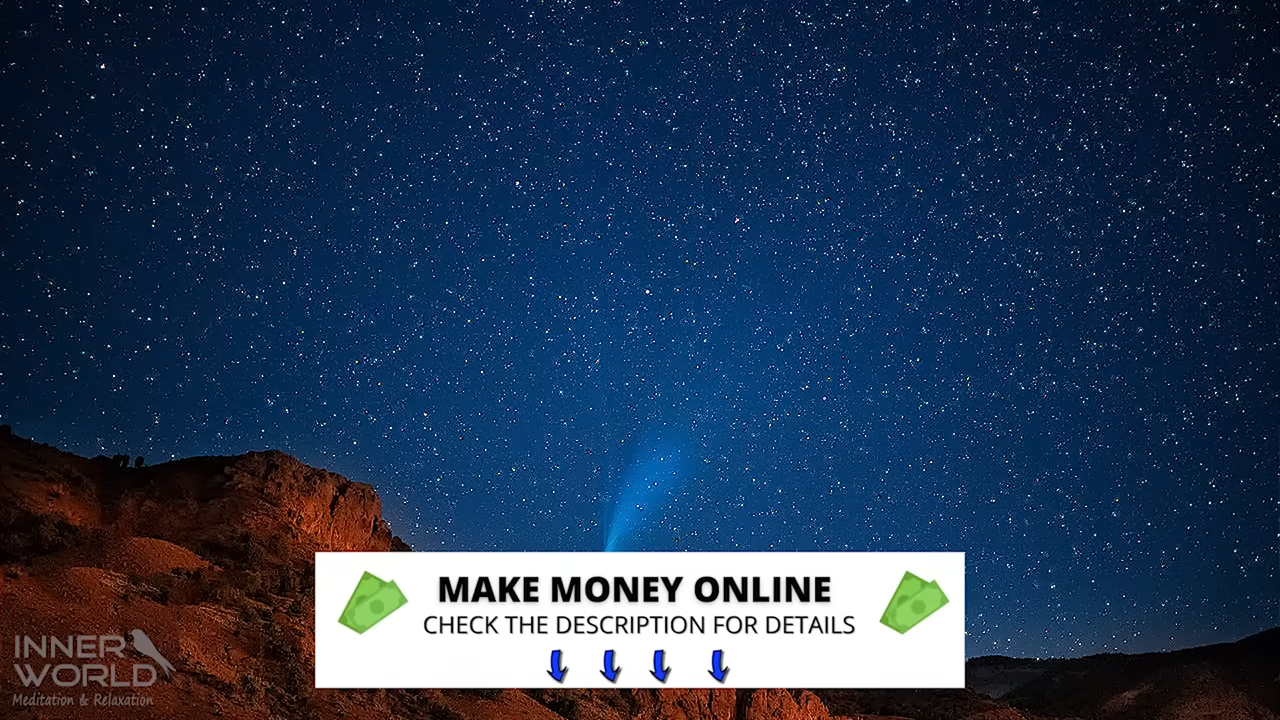 MAKE MONEY ONLINE
CHECK THE DESCRIPTION FOR DETAILS
INNER
WORLD
Meditation & Relaxation